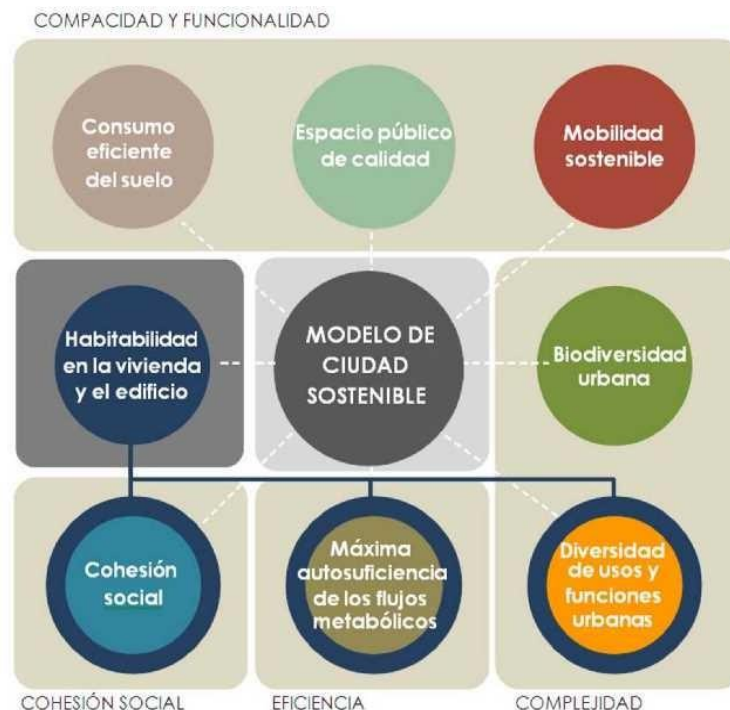 COMPACIDAD Y FUNCIONALIDAD
Consumo
eficiente
del suelo
Espacio público
de calidad
Mobilidad
sostenible
Habitabilidad
en la vivienda
y el edificio
MODELO DE
CIUDAD
SOSTENIBLE
Biodiversidad
urbana
Cohesión
social
Máxima
autosuficiencia
de los flujos
metabólicos
Diversidad
de usos y
funciones
urbanas
COHESIÓN SOCIAL
EFICIENCIA
COMPLEJIDAD